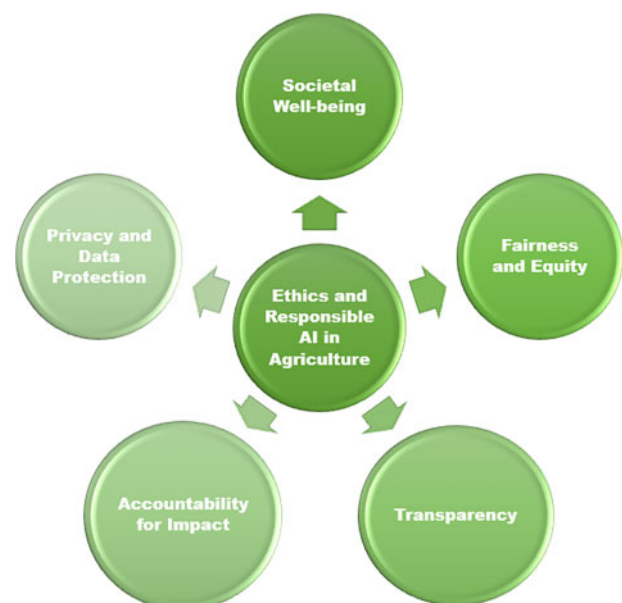 Societal
Well-being
Privacy and
Data
Protection
Fairness
and Equity
Ethics and
Responsible
AI in
Agriculture
Accountability
for Impact
Transparency